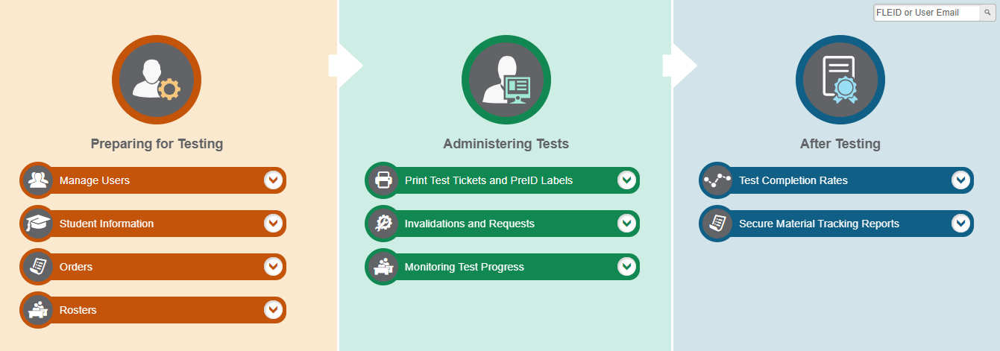 FLEID or User Email
Preparing for Testing
Manage Users
Student Information
Orders
Rosters
Administering Tests
Print Test Tickets and PreID Labels
Invalidations and Requests
Monitoring Test Progress
After Testing
Test Completion Rates
Secure Material Tracking Reports